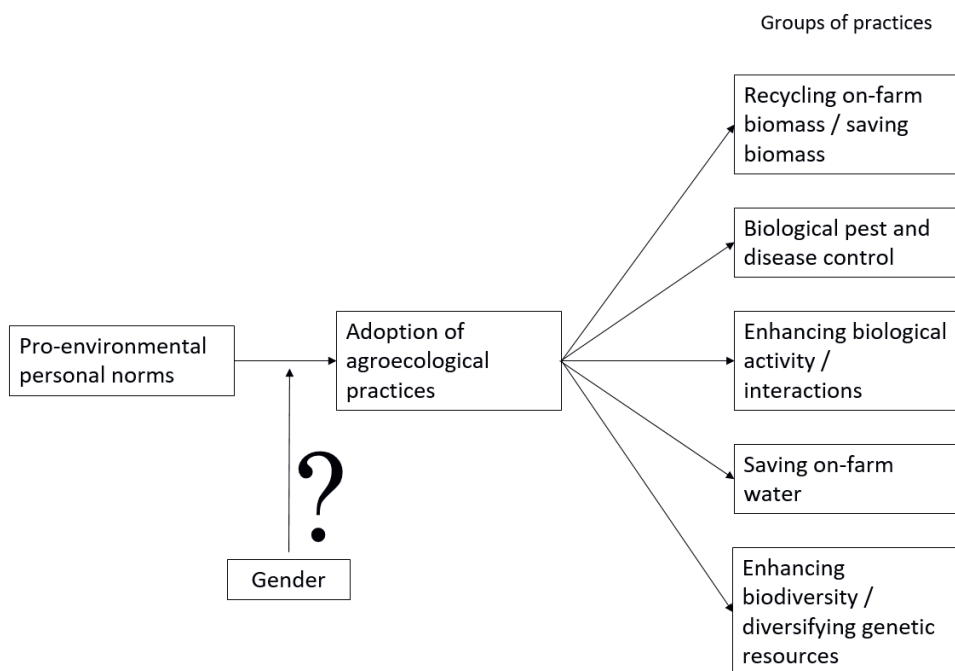 Groups of practices
Recycling on-farm
biomass / saving
biomass
Biological pest and
disease control
Pro-environmental
personal norms
Adoption of
agroecological
practices
Enhancing biological
activity /
interactions
?
Saving on-farm
water
Gender
Enhancing
biodiversity /
diversifying genetic
resources